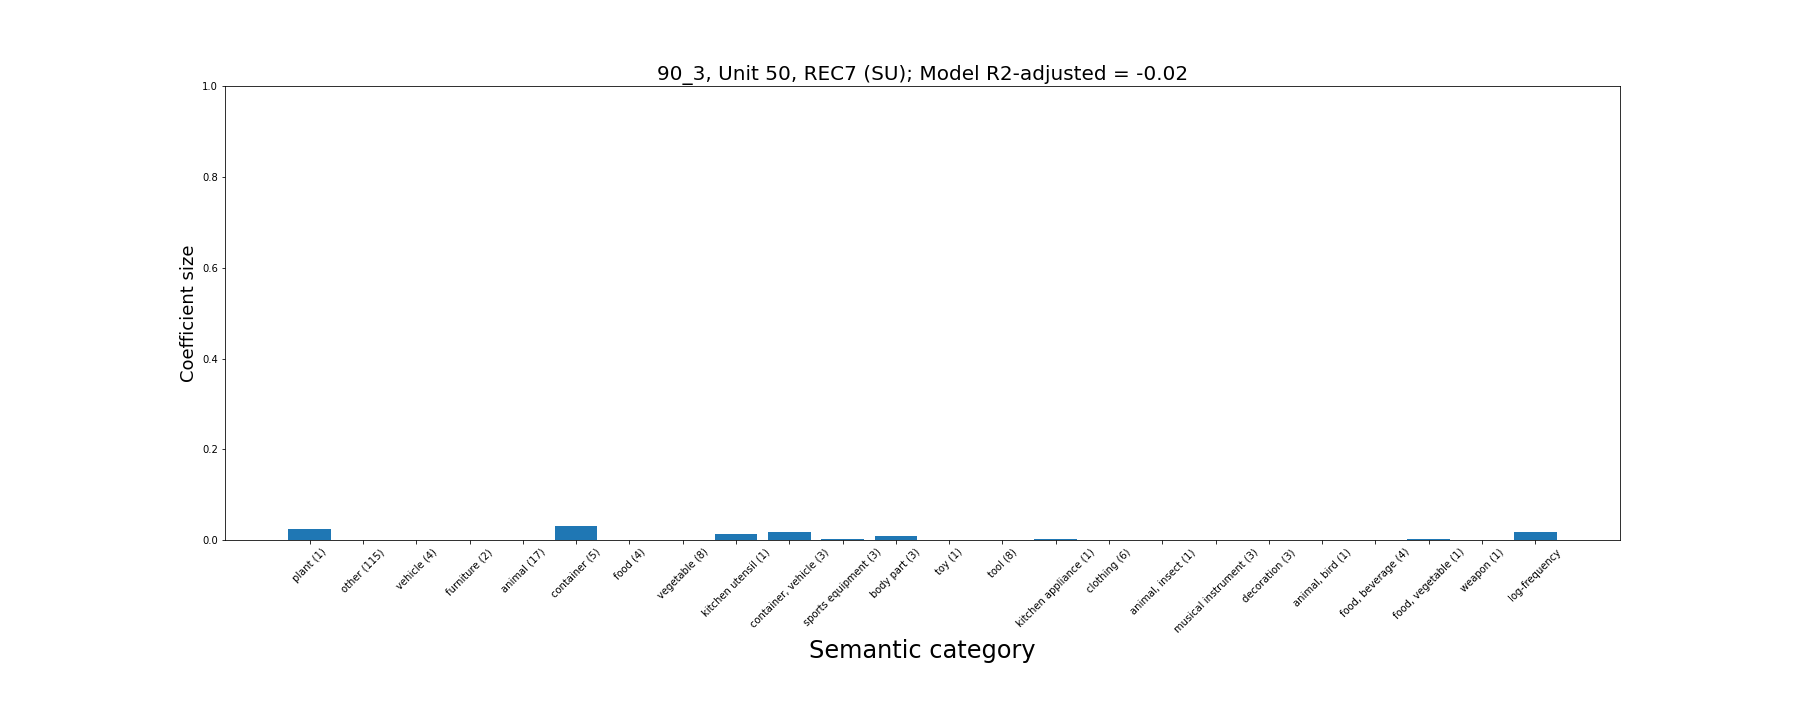 90_3, Unit 50, REC7 (SU); Model R2-adjusted = -0.02
1.0
0.8
0.6
0.4
0.2
0.0
Coefficient size
plant (1)
other (115)
vehicle (4)
furniture (2)
animal (17)
container (5)
food (4)
vegetable (8)
kitchen utensil (1)
container, vehicle (3)
sports equipment (3)
body part (3)
toy (1)
tool (8)
kitchen appliance (1)
clothing (6)
animal, insect (1)
musical instrument (3)
decoration (3)
animal, bird (1)
food, beverage (4)
food, vegetable (1)
weapon (1)
log-frequency
Semantic category